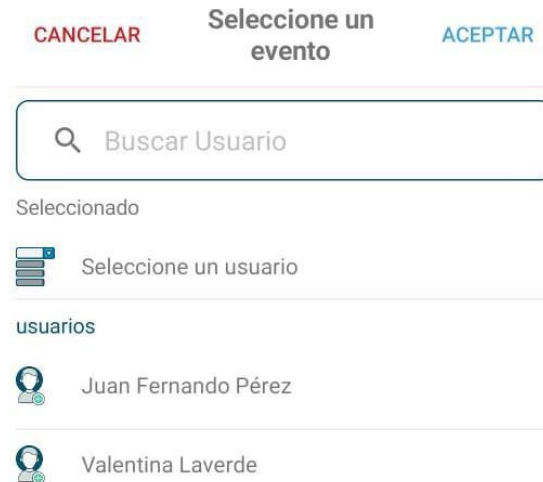 CANCELAR
Seleccione un
evento
ACEPTAR
Buscar Usuario
Seleccionado
Seleccione un usuario
usuarios
Juan Fernando Pérez
Valentina Laverde